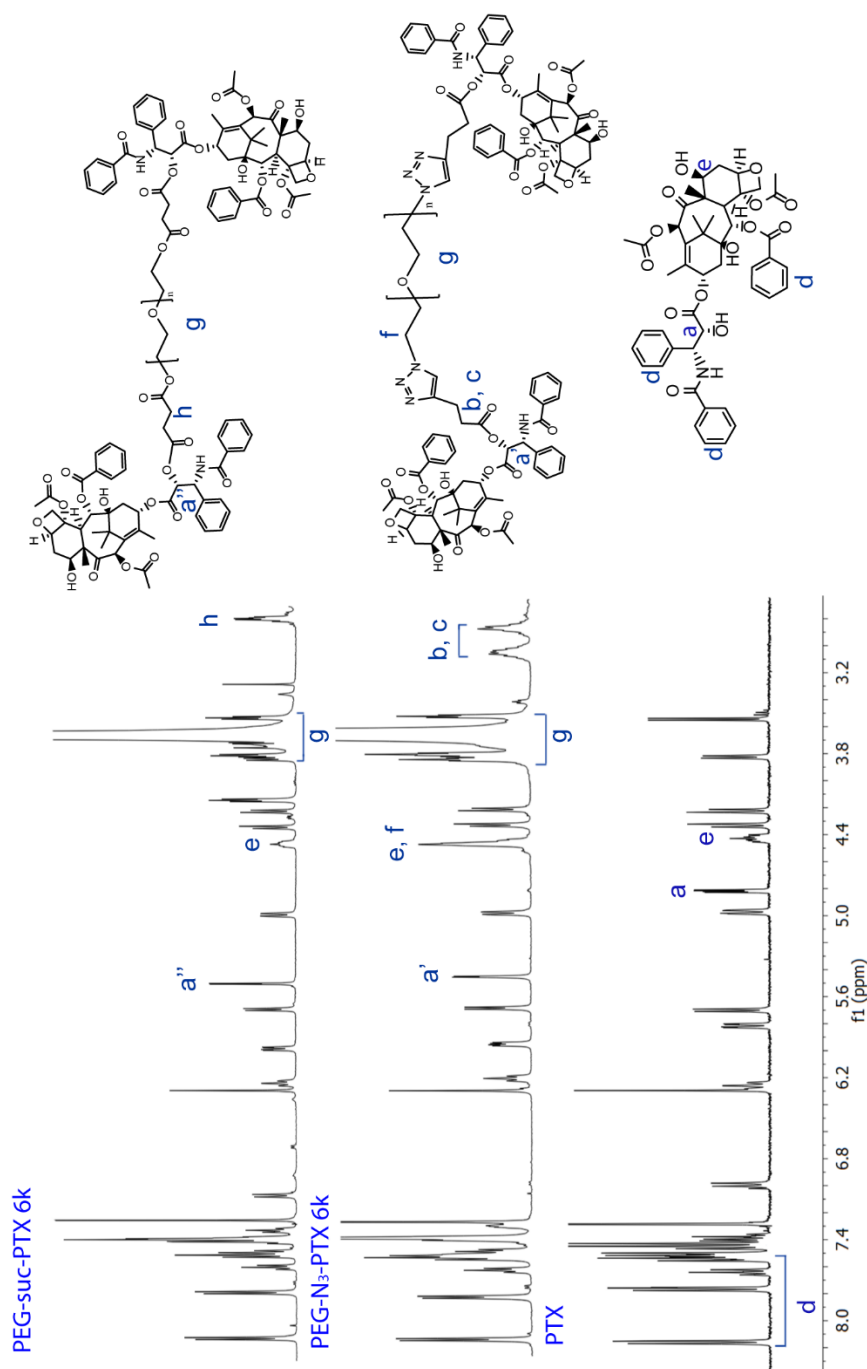 PEG-suc-PTX 6k
a”
e
g
h
h
a”
g
n
PEG-N₃-PTX 6k
a’
e, f
g
b, c
b, c
a’
f
g
n
PTX
d
a
e
d
d
a
d
e
8.0 7.4 6.8 6.2 5.6 5.0 4.4 3.8 3.2
f1 (ppm)